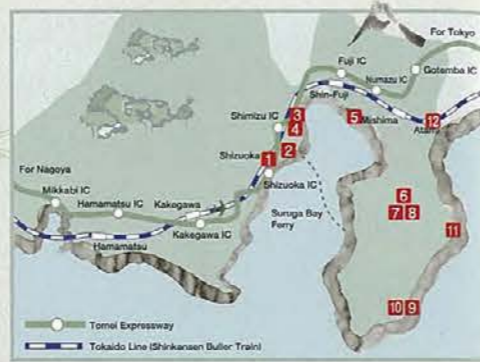 For Tokyo
Fuji IC
Gotemba IC
Numazu IC
Shin-Fuji
3
5
12
Shimizu IC
4
Mishima
Atami
Shizuoka
1
2
For Nagoya
Shizuoka IC
Mikkabi IC
Kakegawa
6
Hamamatsu IC
Suruga Bay
Ferry
7 8
Kakegawa IC
11
Hamamatsu
10 9
Tomei Expressway
Tokaido Line (Shinkansen Buller Train)